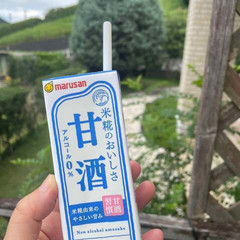 marusan
米糀のおいしさ
甘酒
アルコール0%
米糀由来の
やさしい甘み
Non alcohol amazake